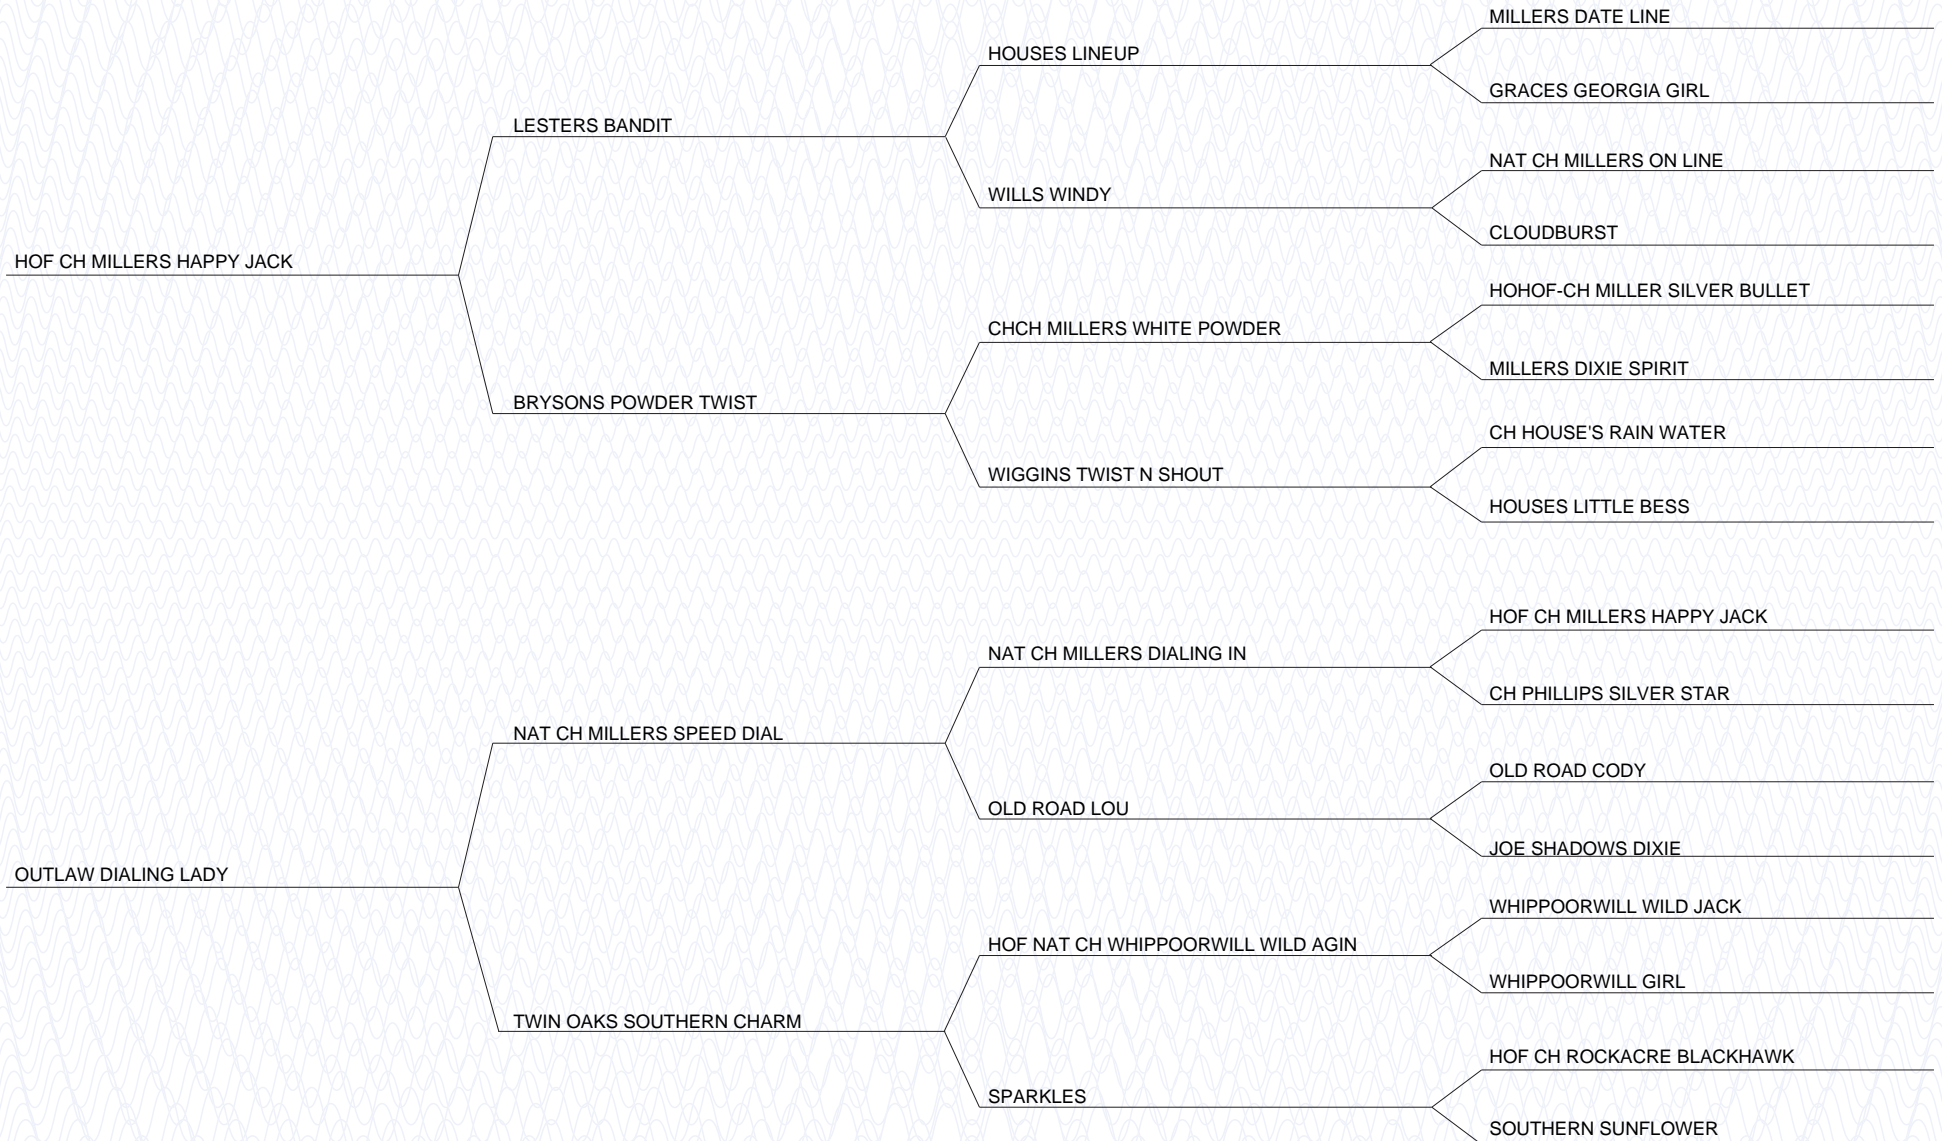 MILLERS DATE LINE
HOUSES LINEUP
GRACES GEORGIA GIRL
LESTERS BANDIT
NAT CH MILLERS ON LINE
WILLS WINDY
CLOUDBURST
HOF CH MILLERS HAPPY JACK
HOHOF-CH MILLER SILVER BULLET
CHCH MILLERS WHITE POWDER
MILLERS DIXIE SPIRIT
BRYSONS POWDER TWIST
CH HOUSE'S RAIN WATER
WIGGINS TWIST N SHOUT
HOUSES LITTLE BESS
HOF CH MILLERS HAPPY JACK
NAT CH MILLERS DIALING IN
CH PHILLIPS SILVER STAR
NAT CH MILLERS SPEED DIAL
OLD ROAD CODY
OLD ROAD LOU
JOE SHADOWS DIXIE
OUTLAW DIALING LADY
WHIPPOORWILL WILD JACK
HOF NAT CH WHIPPOORWILL WILD AGIN
WHIPPOORWILL GIRL
TWIN OAKS SOUTHERN CHARM
HOF CH ROCKACRE BLACKHAWK
SPARKLES
SOUTHERN SUNFLOWER